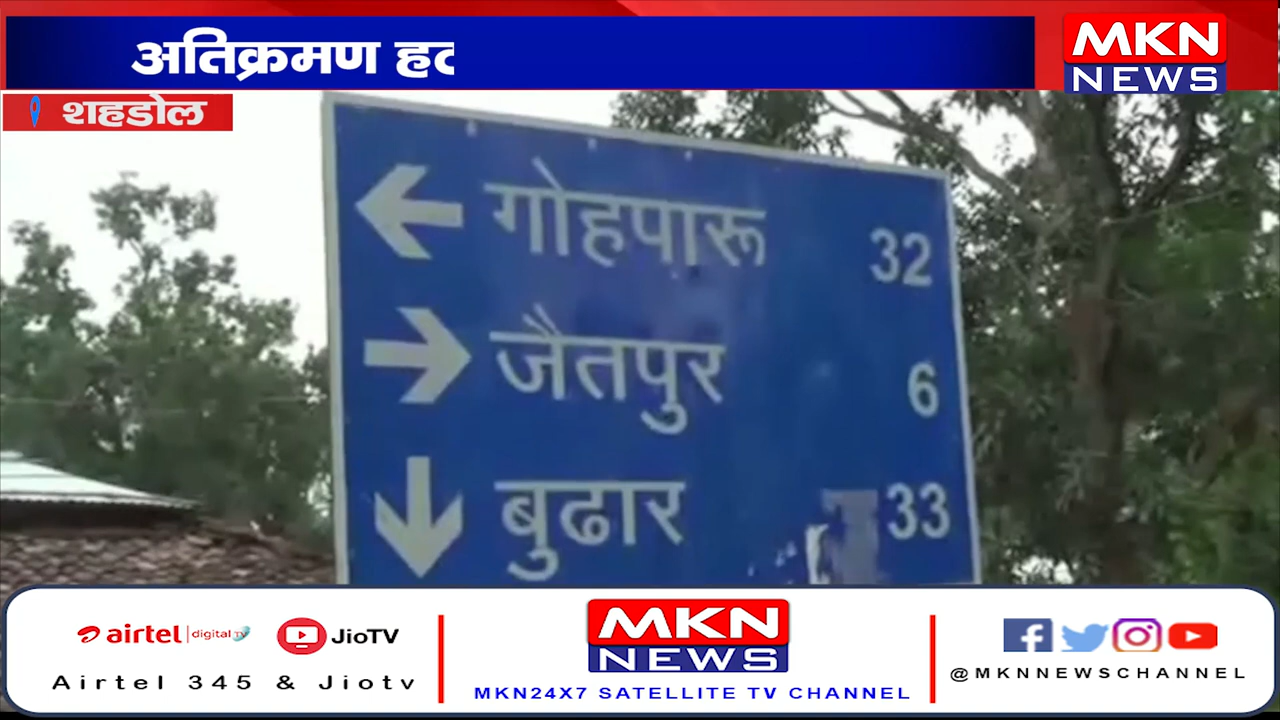 अतिक्रमण
MKN
NEWS
शहडोल
गोहपारू 32
जैतपुर 6
बुढार 33
airtel digital TV
JioTV
Airtel 345 & Jiotv
MKN
NEWS
MKN24X7 SATELLITE TV CHANNEL
@MKNNEWSCHANNEL